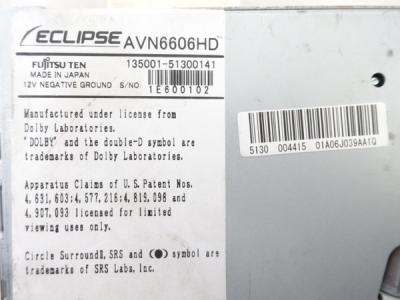 ECLIPSE AVN6606HD
FUJITSU TEN 135001-51300141
MADE IN JAPAN
12V NEGATIVE GROUND S/NO. 1E600102
Manufactured under license from
Dolby Laboratories.
"DOLBY" and the double-D symbol are
trademarks of Dolby Laboratories.
Apparatus Claims of U.S. Patent Nos.
4,631,603;4,577,216;4,819,098 and
4,907,093 licensed for limited
viewing uses only.
Circle SurroundⅡ,SRS and (●) symbol are
trademarks of SRS Labs, Inc.
5130 004415 01A06J039AA1Q